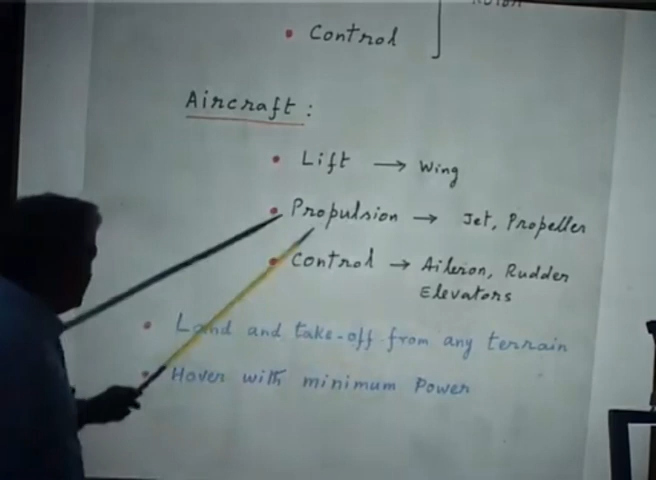 Control
Aircraft :
Lift → Wing
Propulsion → Jet, Propeller
Control → Aileron, Rudder
Elevators
Land and take-off from any terrain
Hover with minimum Power